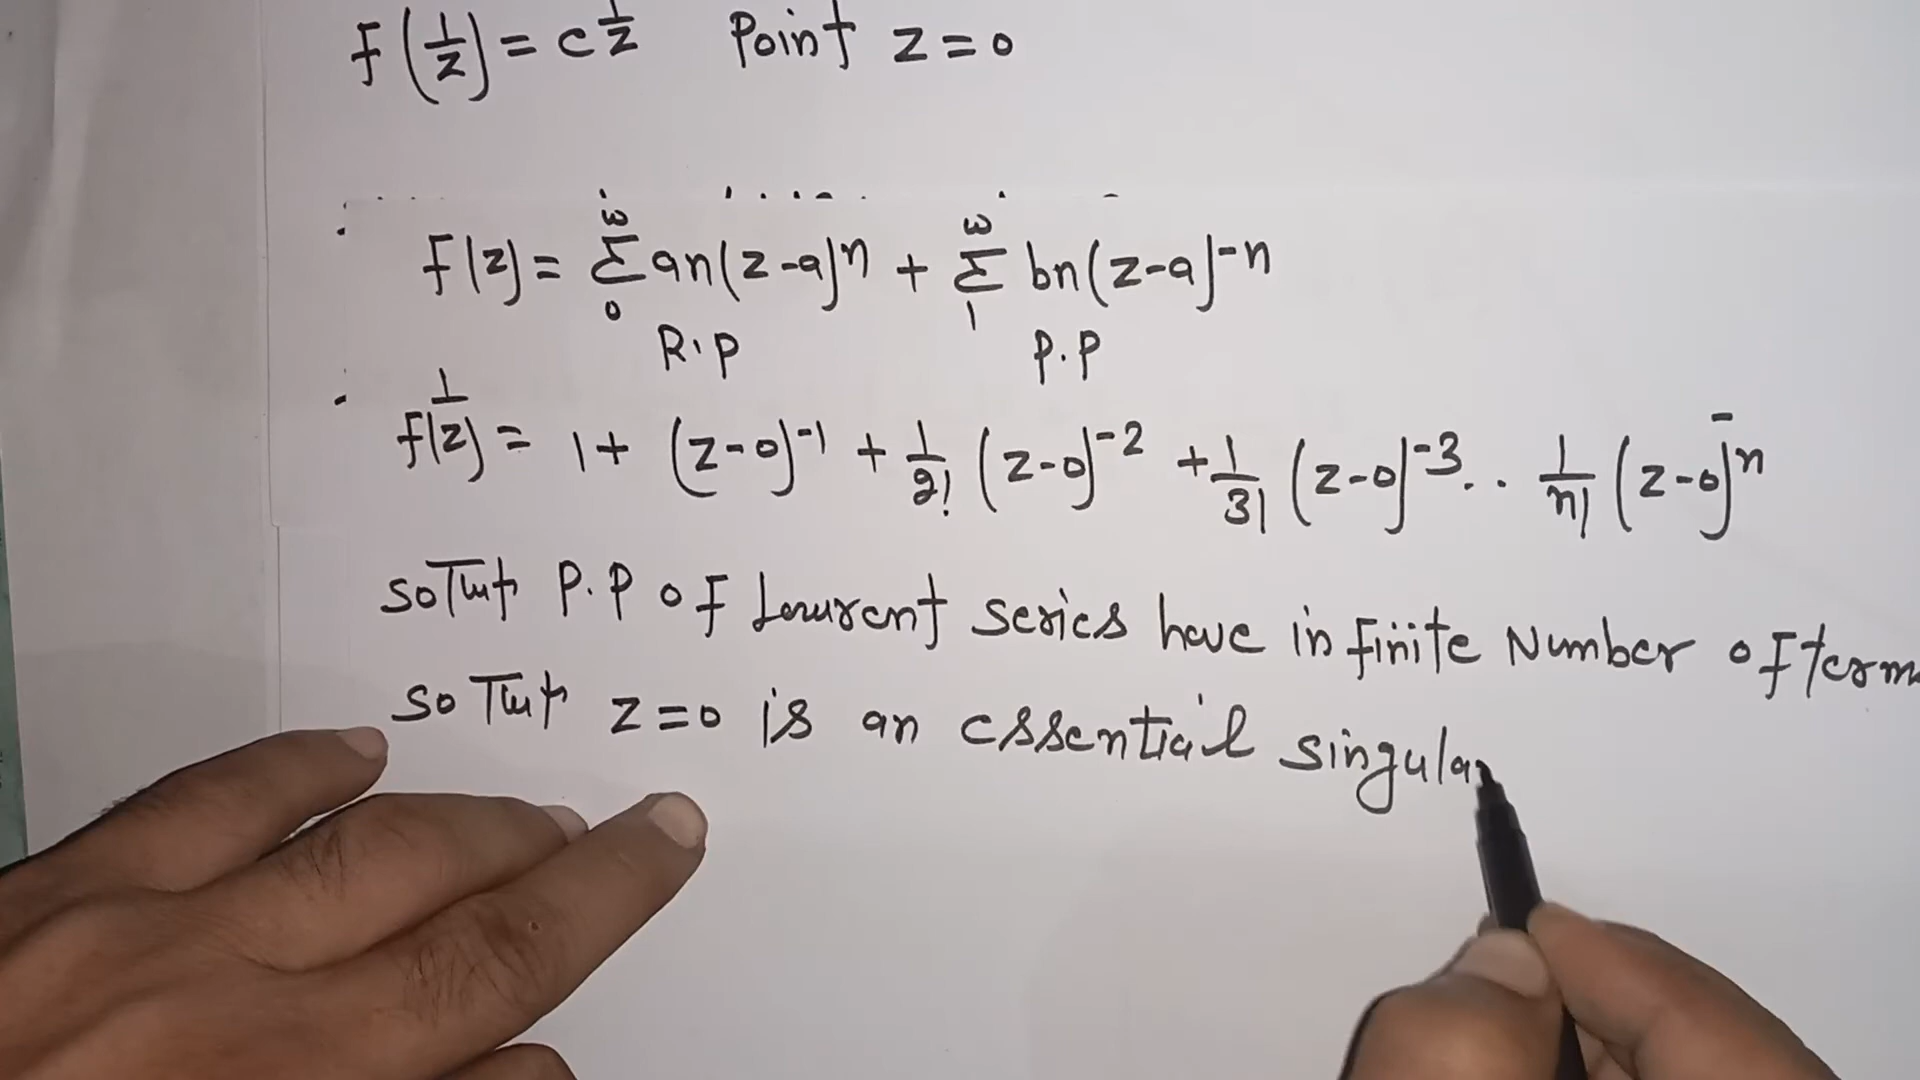 F(1/z) = e^1/z Point z=0
F(z) = Σ_0^∞ an(z-a)^n + Σ_1^∞ bn(z-a)^-n
R.P P.P
F(1/z) = 1+ (z-0)^-1 + 1/2! (z-0)^-2 + 1/3! (z-0)^-3 .. 1/n! (z-0)^-n
so That P.P of Laurent series have infinite Number of term
so That z=0 is an essential singular